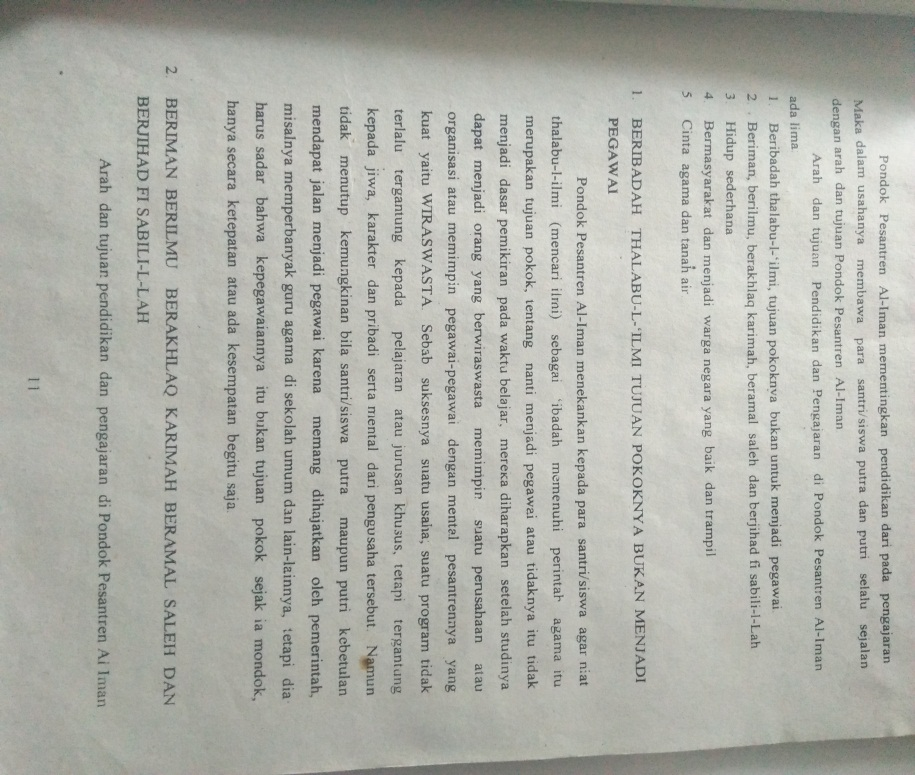 Pondok Pesantren Al-Iman mementingkan pendidikan dari pada pengajaran
Maka dalam usahanya membawa para santri/siswa putra dan putri selalu sejalan
dengan arah dan tujuan Pondok Pesantren Al-Iman
Arah dan tujuan Pendidikan dan Pengajaran di Pondok Pesantren Al-Iman
ada lima
1 Beribadah thalabu-l-'ilmi, tujuan pokoknya bukan untuk menjadi pegawai.
2. Beriman, berilmu, berakhlaq karimah, beramal saleh dan berjihad fi sabili-l-Lah
3 Hidup sederhana
4 Bermasyarakat dan menjadi warga negara yang baik dan trampil
5 Cinta agama dan tanah air
1. BERIBADAH THALABU-L-'ILMI TUJUAN POKOKNYA BUKAN MENJADI
PEGAWAI
Pondok Pesantren Al-Iman menekankan kepada para santri/siswa agar niat
thalabu-l-ilmi (mencari ilmi) sebagai 'ibadah memenuhi perintah agama itu
merupakan tujuan pokok, tentang nanti menjadi pegawai atau tidaknya itu tidak
menjadi dasar pemikiran pada waktu belajar, mereka diharapkan setelah studinya
dapat menjadi orang yang berwiraswasta memimpin suatu perusahaan atau
organisasi atau memimpin pegawai-pegawai dengan mental pesantrennya yang
kuat yaitu WIRASWASTA. Sebab suksesnya suatu usaha, suatu program tidak
terlalu tergantung kepada pelajaran atau jurusan khusus, tetapi tergantung
kepada jiwa, karakter dan pribadi serta mental dari pengusaha tersebut. Namun
tidak menutup kemungkinan bila santri/siswa putra maupun putri kebetulan
mendapat jalan menjadi pegawai karena memang dihajatkan oleh pemerintah,
misalnya memperbanyak guru agama di sekolah umum dan lain-lainnya, tetapi dia
harus sadar bahwa kepegawaiannya itu bukan tujuan pokok sejak ia mondok,
hanya secara ketepatan atau ada kesempatan begitu saja.
2 BERIMAN BERILMU BERAKHLAQ KARIMAH BERAMAL SALEH DAN
BERJIHAD FI SABILI-L-LAH
Arah dan tujuan pendidikan dan pengajaran di Pondok Pesantren Al Iman
11